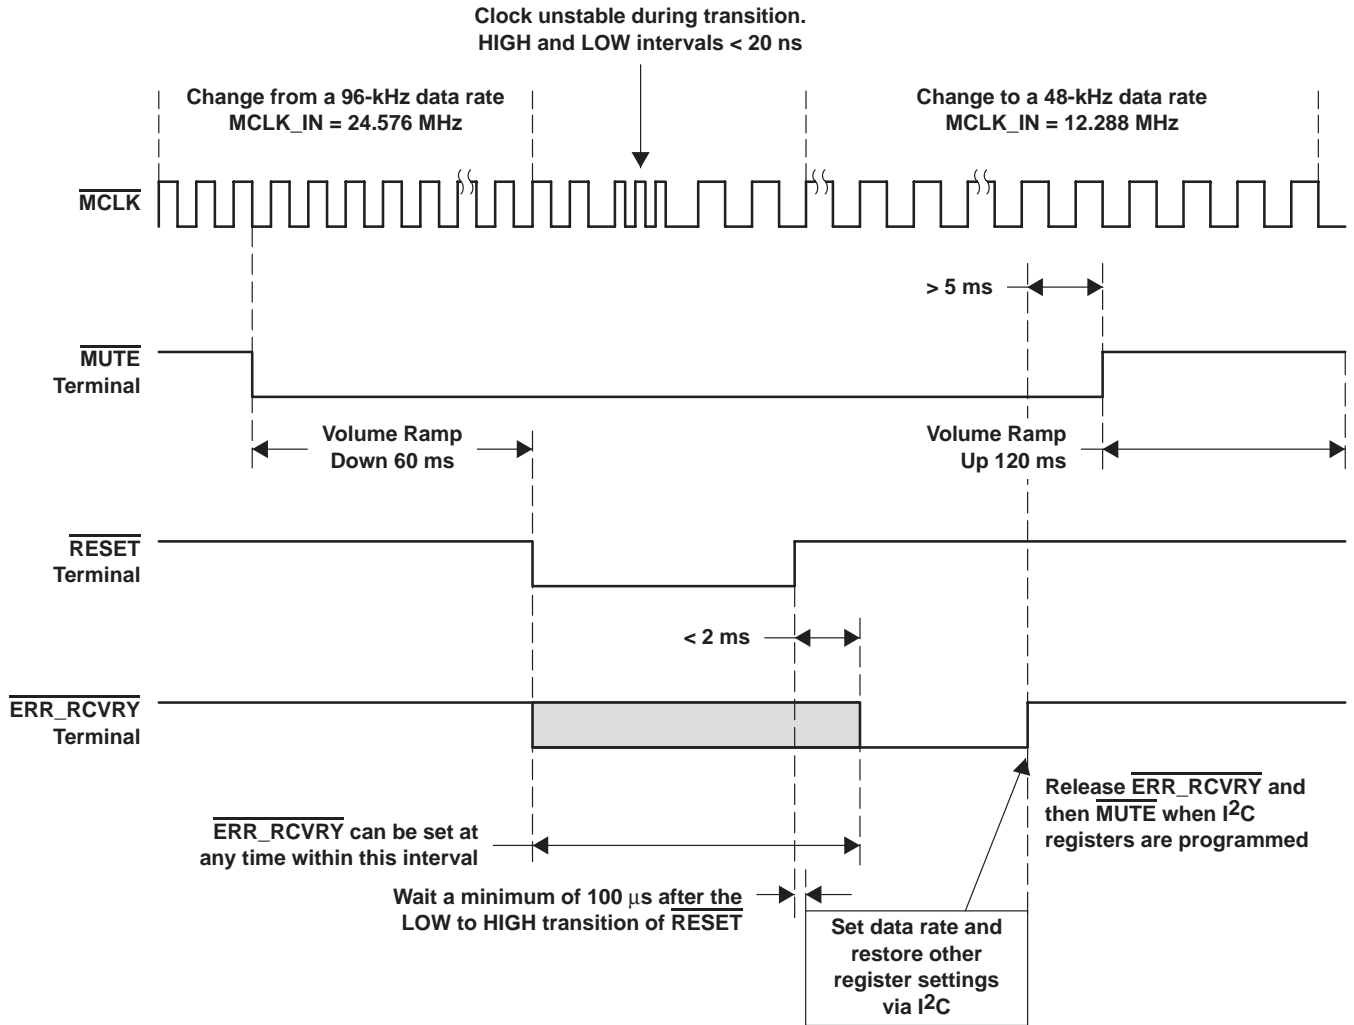 Clock unstable during transition.
HIGH and LOW intervals < 20 ns
Change from a 96-kHz data rate
MCLK_IN = 24.576 MHz
Change to a 48-kHz data rate
MCLK_IN = 12.288 MHz
MCLK
> 5 ms
MUTE
Terminal
Volume Ramp
Down 60 ms
Volume Ramp
Up 120 ms
RESET
Terminal
< 2 ms
ERR_RCVRY
Terminal
Release ERR_RCVRY and
then MUTE when I2C
registers are programmed
ERR_RCVRY can be set at
any time within this interval
Wait a minimum of 100 μs after the
LOW to HIGH transition of RESET
Set data rate and
restore other
register settings
via I2C